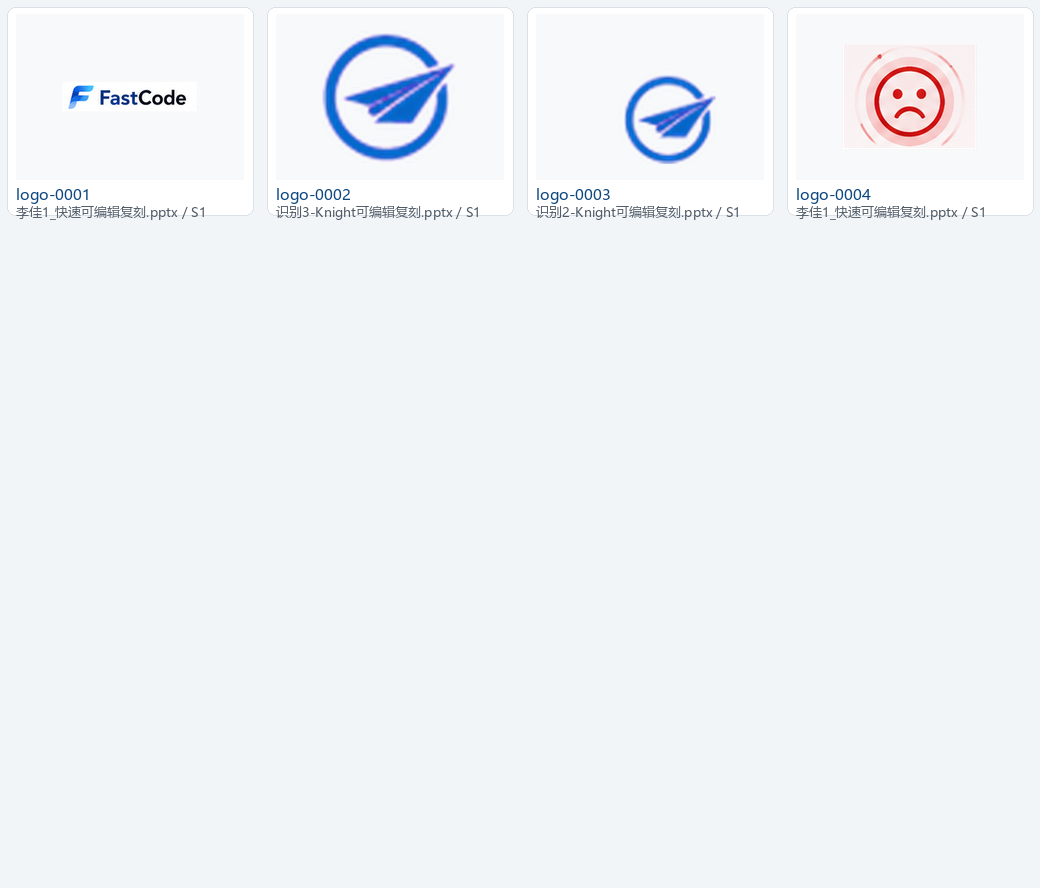 FastCode
logo-0001
李佳1_快速可编辑复刻.pptx / S1
logo-0002
识别3-Knight可编辑复刻.pptx / S1
logo-0003
识别2-Knight可编辑复刻.pptx / S1
logo-0004
李佳1_快速可编辑复刻.pptx / S1